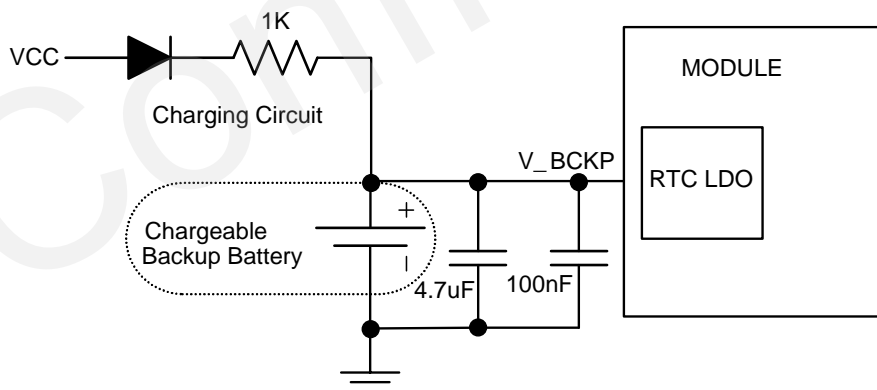 1K
VCC
MODULE
Charging Circuit
V_BCKP
RTC LDO
+
Chargeable
Backup Battery
4.7uF
100nF